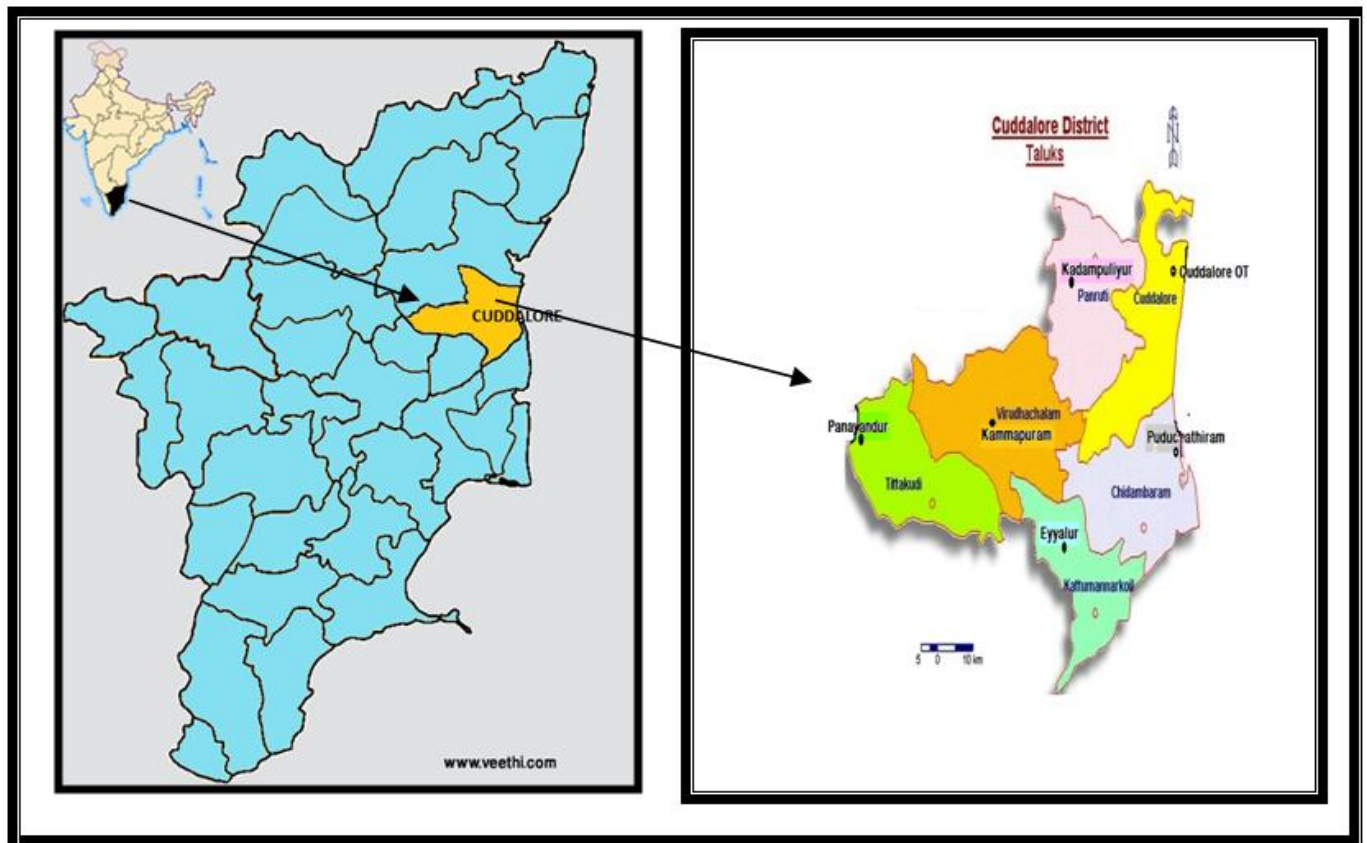 CUDDALORE
www.veethi.com
Cuddalore District
Taluks
N
Kadampuliyur
Panruti
Cuddalore OT
Cuddalore
Panayandur
Virudhachalam
Kammapuram
Tittakudi
Chidambaram
Eyyalur
Kattumannarkoil
5 0 10 km